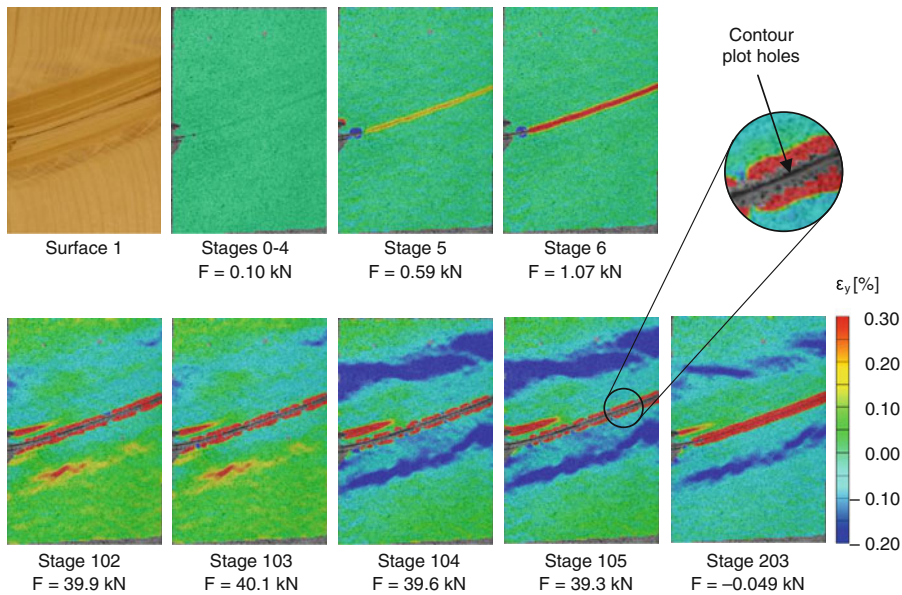 Contour
plot holes
Surface 1
Stages 0-4
F = 0.10 kN
Stage 5
F = 0.59 kN
Stage 6
F = 1.07 kN
εy [%]
0.30
0.20
0.10
0.00
– 0.10
– 0.20
Stage 102
F = 39.9 kN
Stage 103
F = 40.1 kN
Stage 104
F = 39.6 kN
Stage 105
F = 39.3 kN
Stage 203
F = –0.049 kN